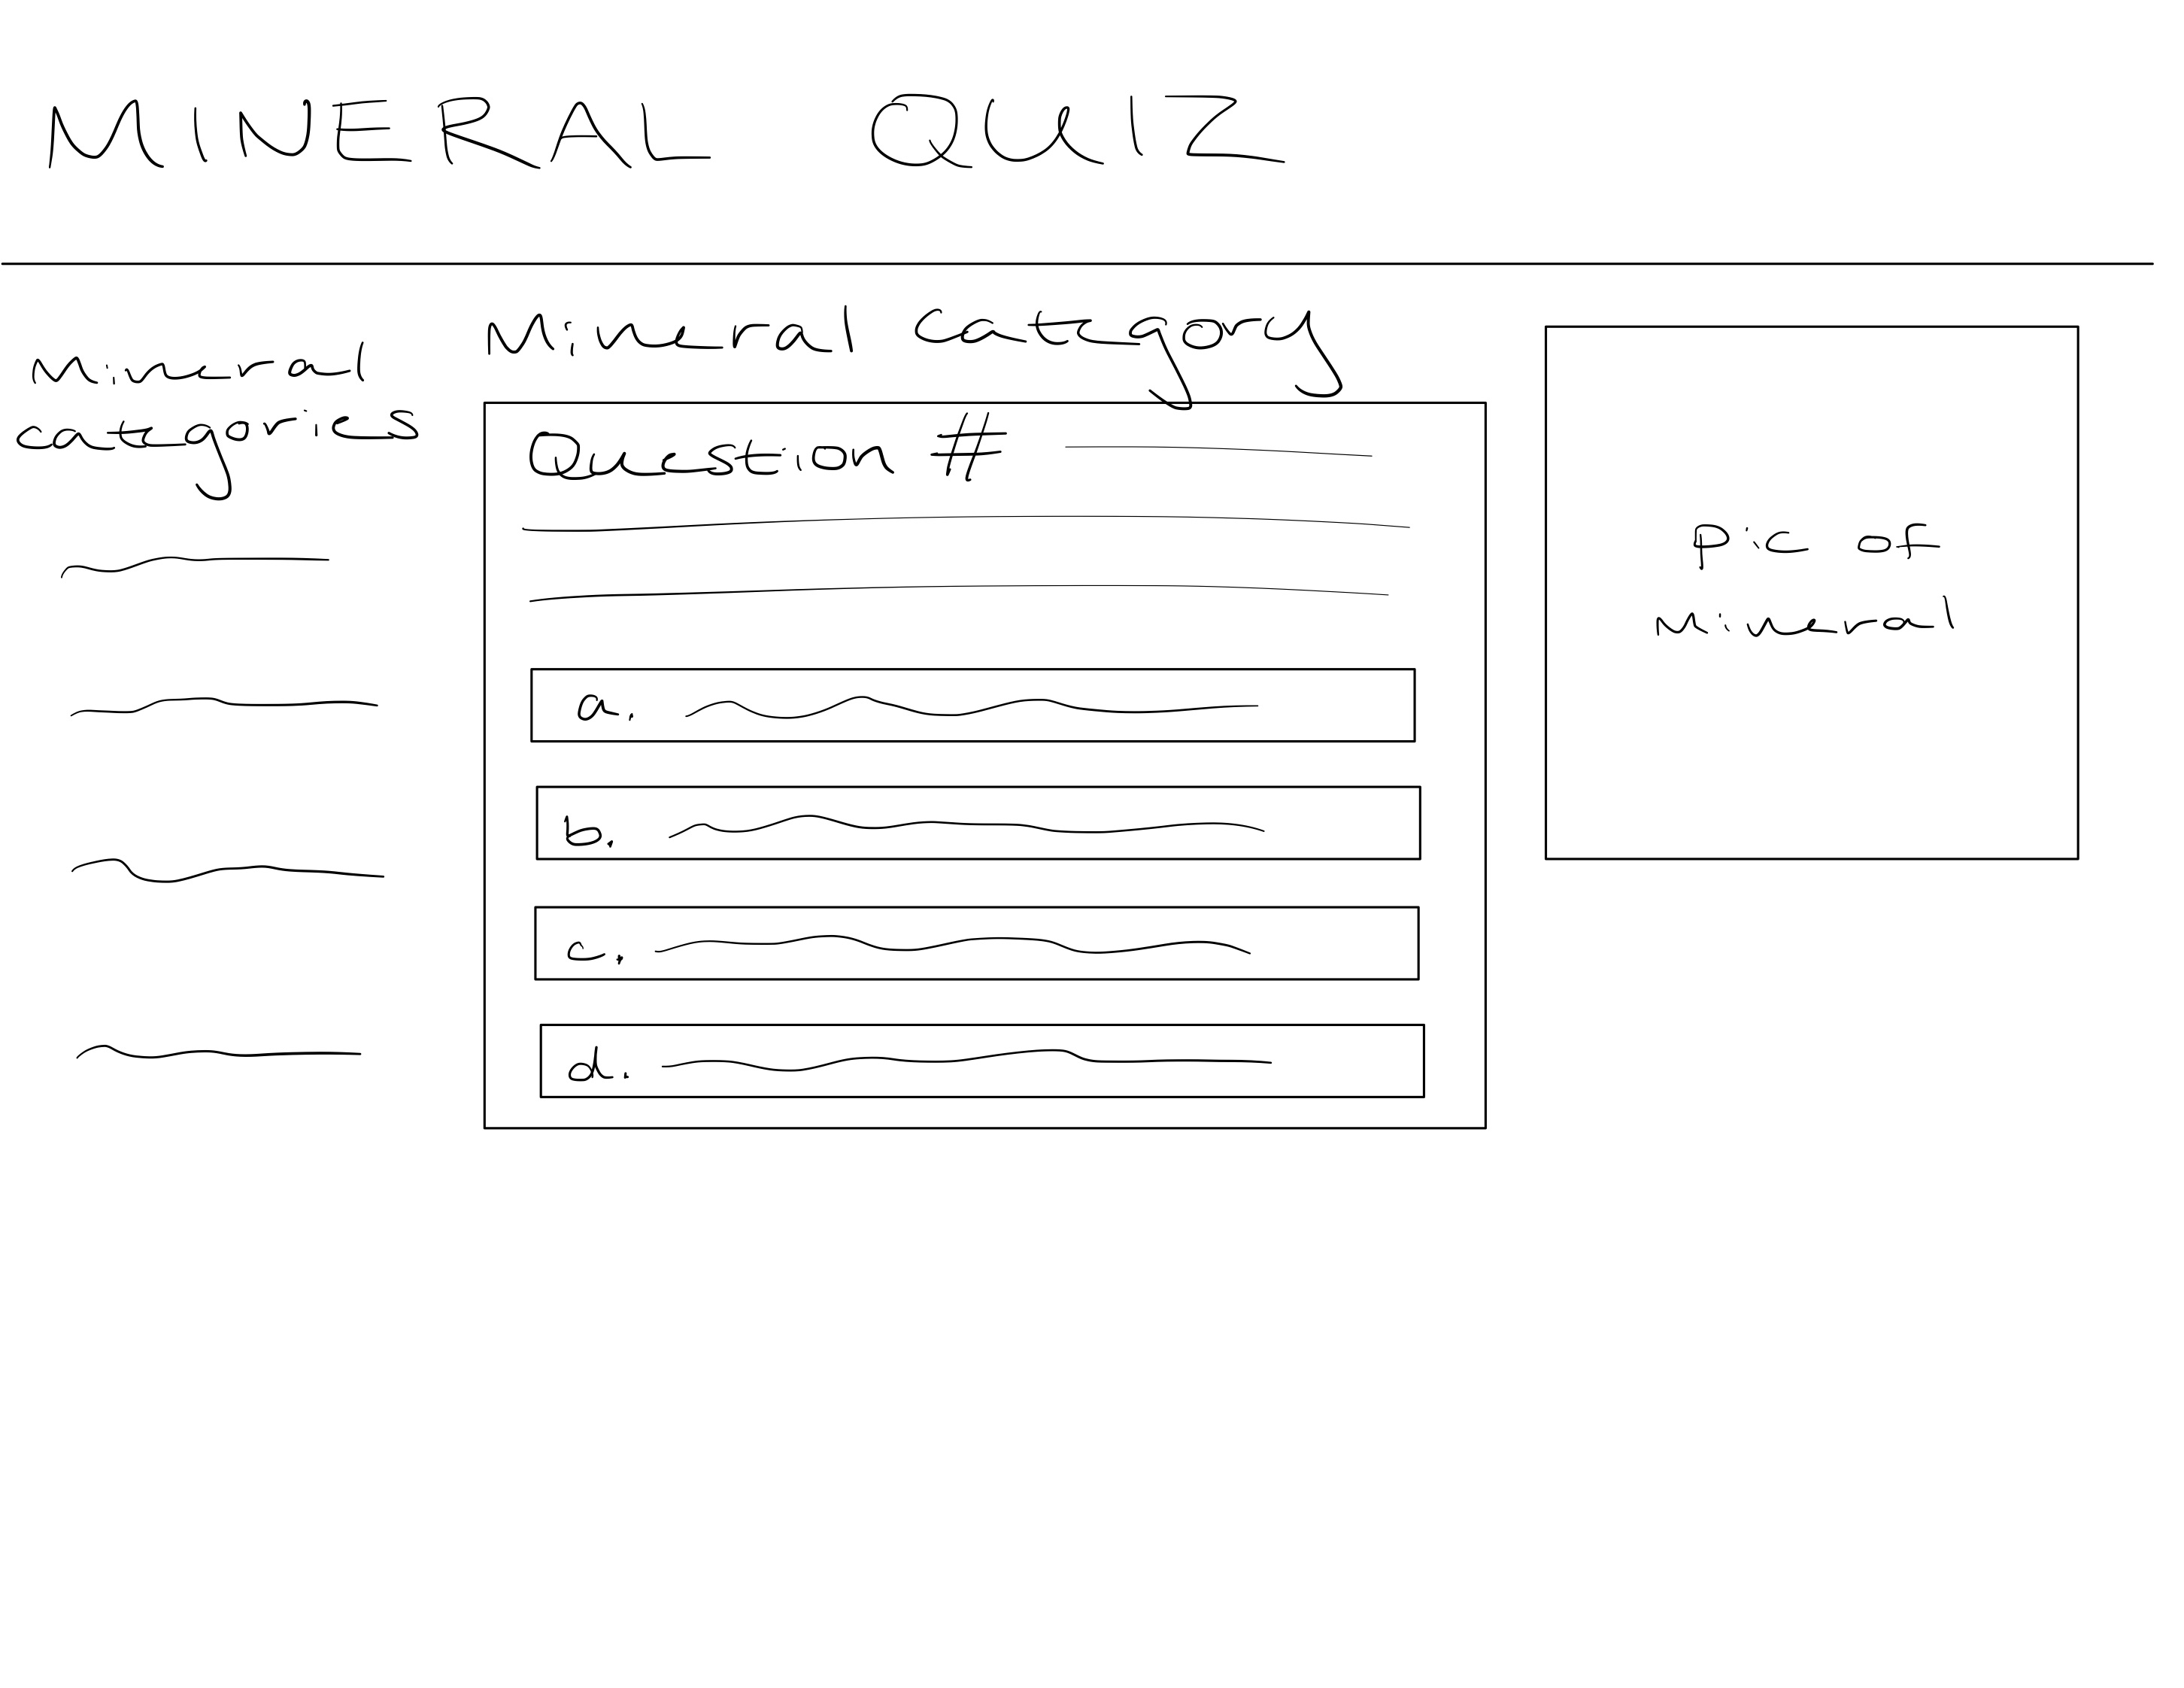 MINERAL QUIZ
Mineral
categories
Mineral Category
Question #
a.
b.
c.
d.
pic of
mineral